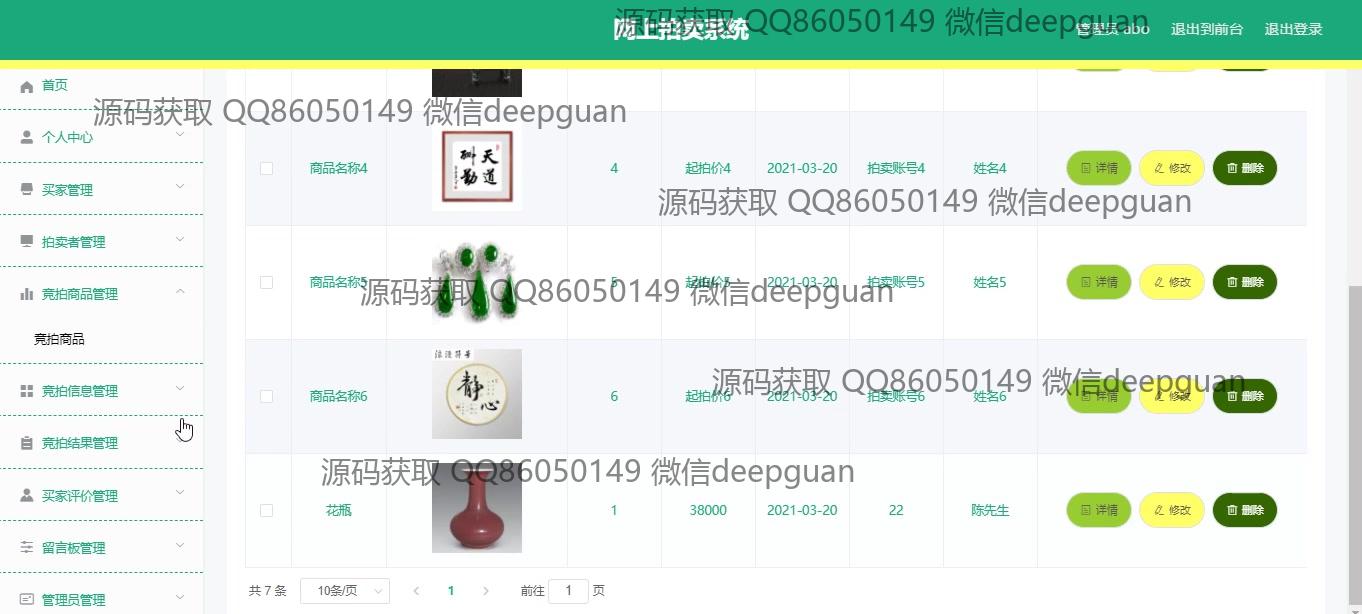 网上拍卖系统
源码获取 QQ86050149 微信deepguan
管理员 abo
退出到前台
退出登录
首页
源码获取 QQ86050149 微信deepguan
个人中心
买家管理
拍卖者管理
竞拍商品管理
竞拍商品
竞拍信息管理
竞拍结果管理
买家评价管理
留言板管理
管理员管理
商品名称4 天道酬勤 4 起拍价4 2021-03-20 拍卖账号4 姓名4 详情 修改 删除
源码获取 QQ86050149 微信deepguan
商品名称5 5 起拍价5 2021-03-20 拍卖账号5 姓名5 详情 修改 删除
源码获取 QQ86050149 微信deepguan
商品名称6 静心 6 起拍价6 2021-03-20 拍卖账号6 姓名6 详情 修改 删除
源码获取 QQ86050149 微信deepguan
源码获取 QQ86050149 微信deepguan
花瓶 1 38000 2021-03-20 22 陈先生 详情 修改 删除
共 7 条 10条/页 1 前往 1 页